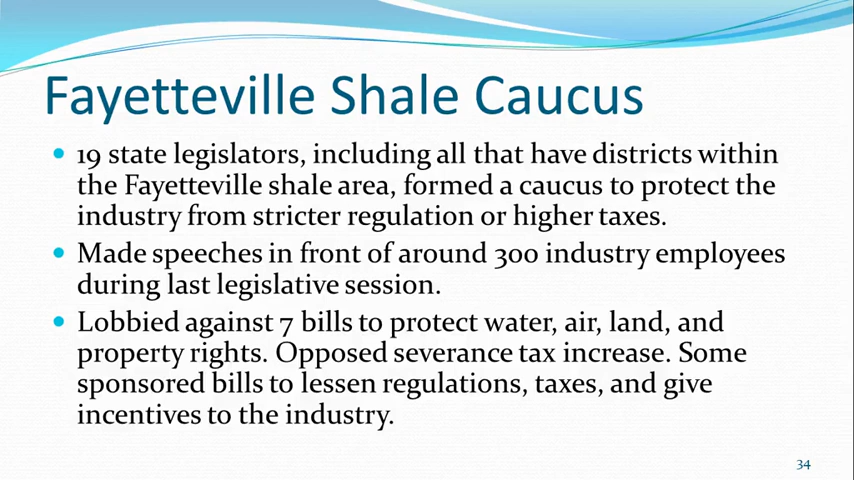 Fayetteville Shale Caucus
• 19 state legislators, including all that have districts within
the Fayetteville shale area, formed a caucus to protect the
industry from stricter regulation or higher taxes.
• Made speeches in front of around 300 industry employees
during last legislative session.
• Lobbied against 7 bills to protect water, air, land, and
property rights. Opposed severance tax increase. Some
sponsored bills to lessen regulations, taxes, and give
incentives to the industry.
34